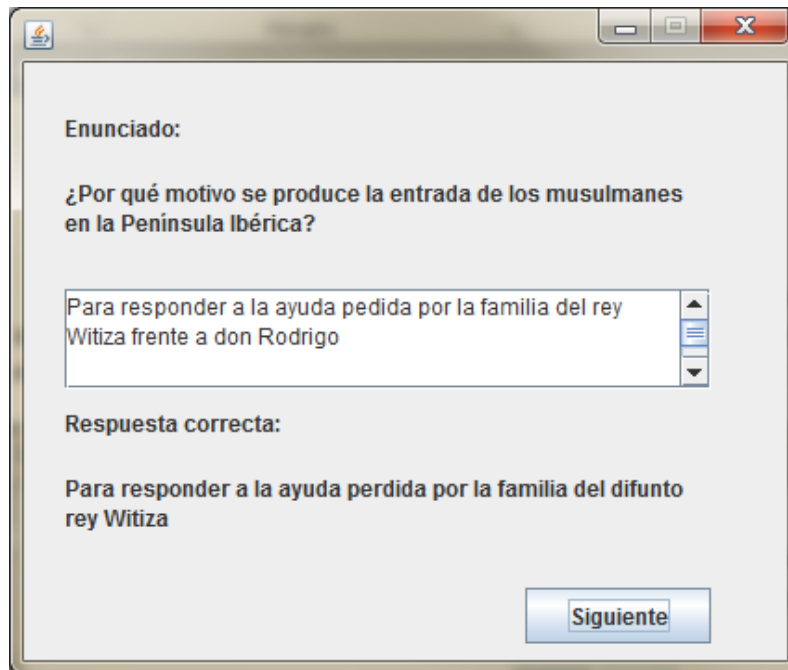 Enunciado:
¿Por qué motivo se produce la entrada de los musulmanes
en la Península Ibérica?
Para responder a la ayuda pedida por la familia del rey
Witiza frente a don Rodrigo
Respuesta correcta:
Para responder a la ayuda perdida por la familia del difunto
rey Witiza
Siguiente